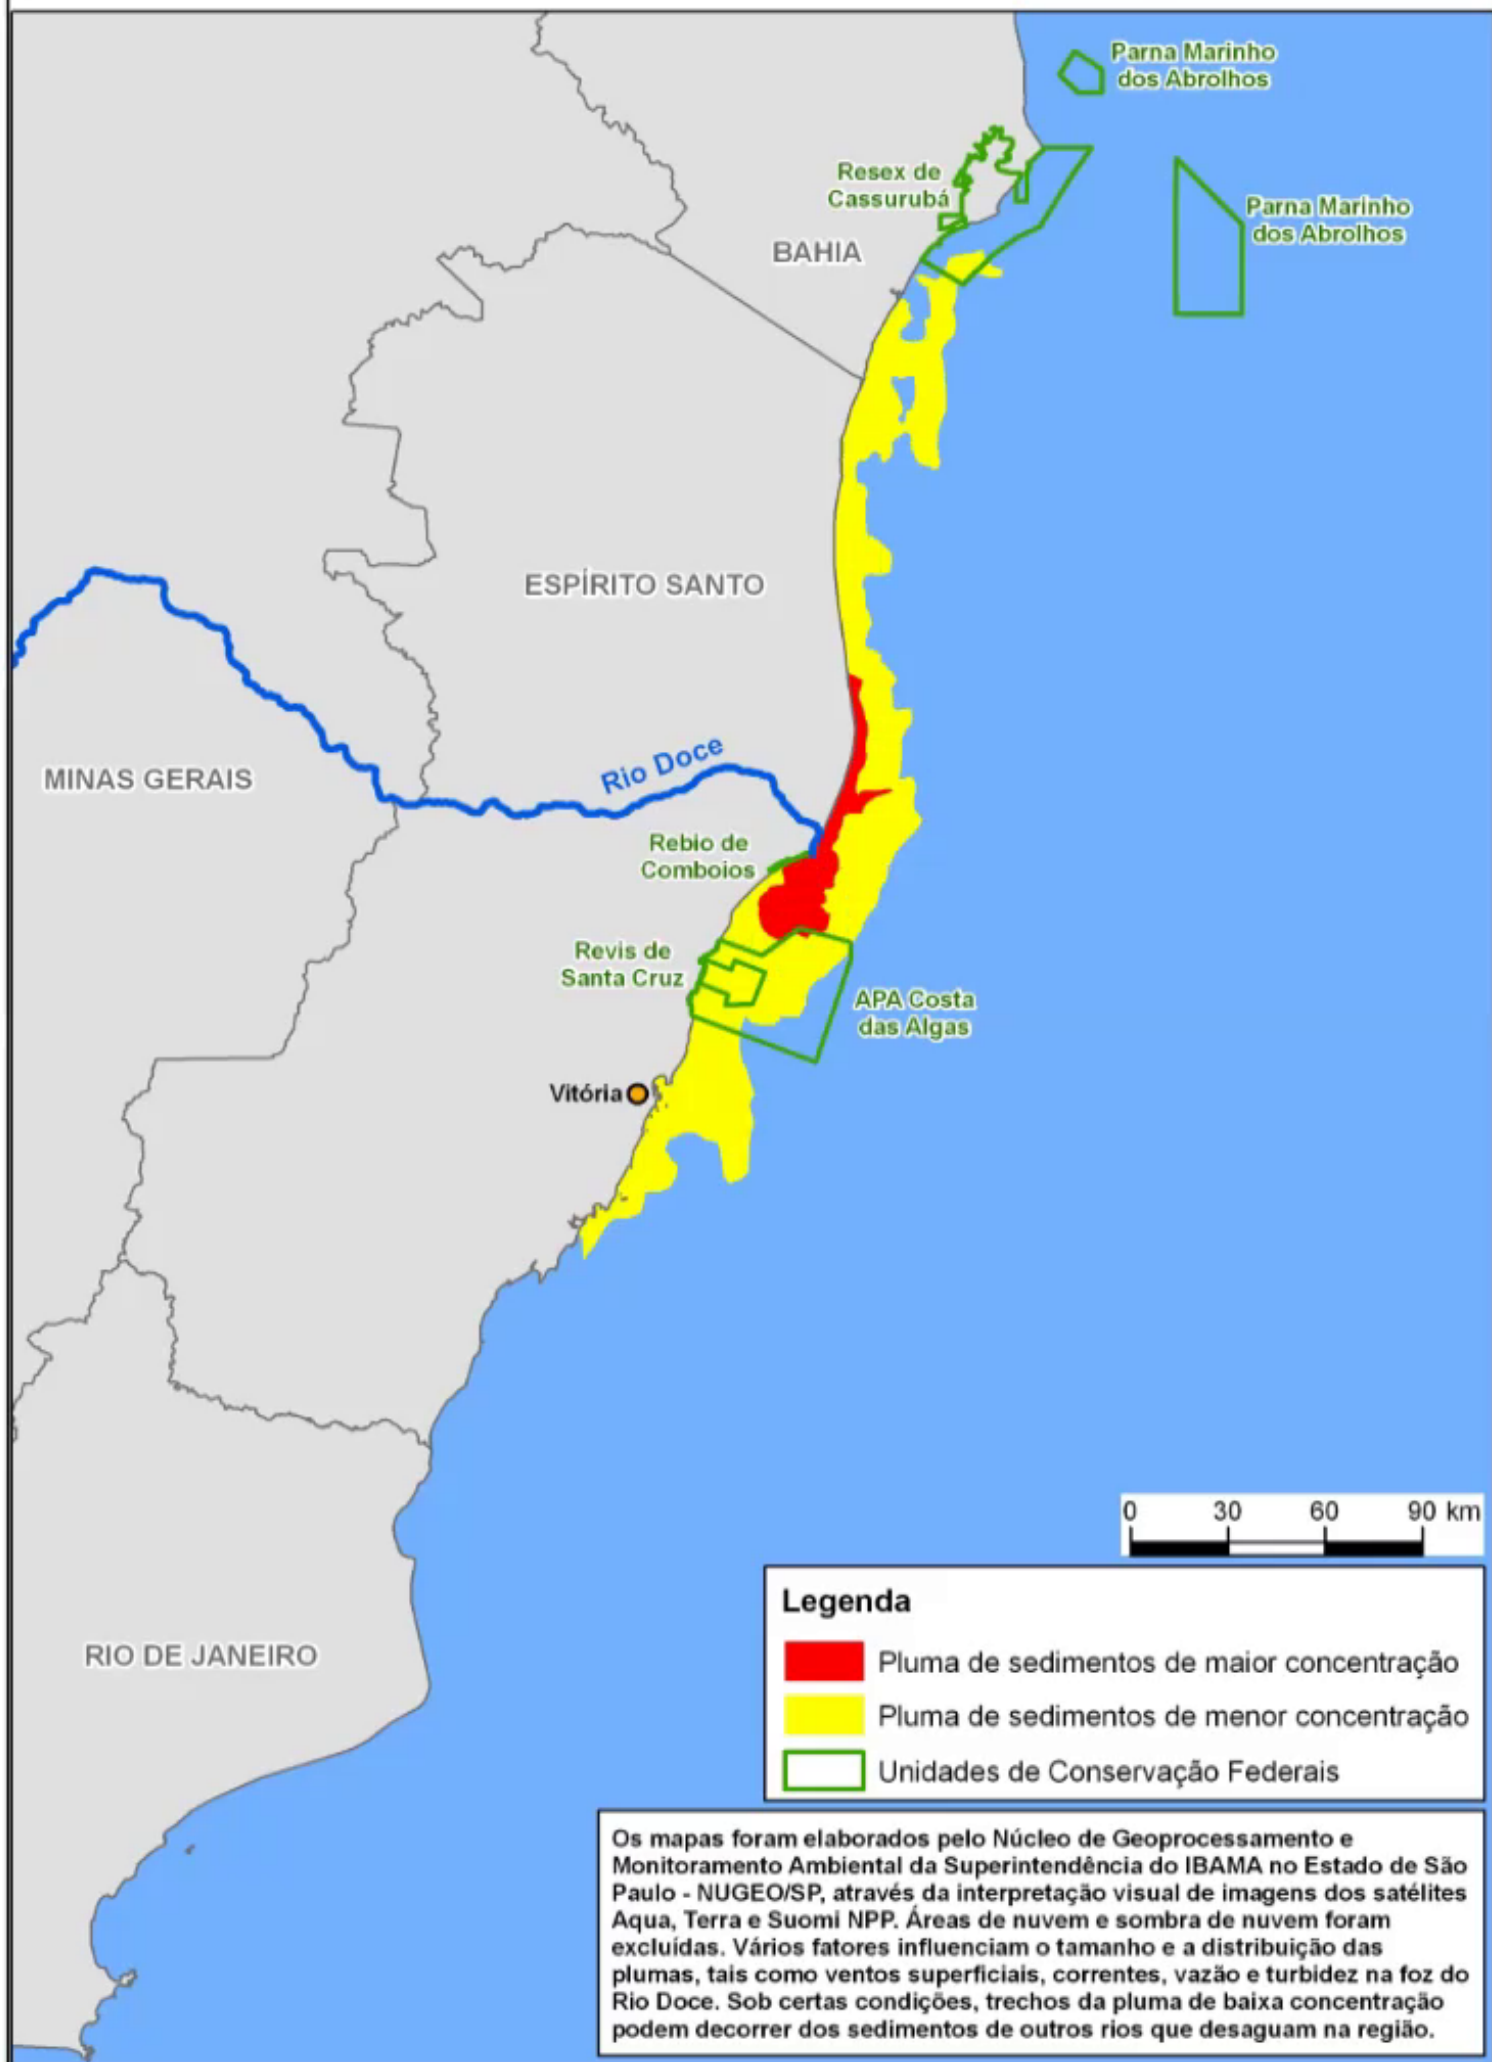 Parna Marinho
dos Abrolhos
Resex de
Cassurubá
Parna Marinho
dos Abrolhos
BAHIA
ESPÍRITO SANTO
MINAS GERAIS
Rio Doce
Rebio de
Comboios
Revis de
Santa Cruz
APA Costa
das Algas
Vitória
0 30 60 90 km
Legenda
Pluma de sedimentos de maior concentração
Pluma de sedimentos de menor concentração
Unidades de Conservação Federais
RIO DE JANEIRO
Os mapas foram elaborados pelo Núcleo de Geoprocessamento e
Monitoramento Ambiental da Superintendência do IBAMA no Estado de São
Paulo - NUGEO/SP, através da interpretação visual de imagens dos satélites
Aqua, Terra e Suomi NPP. Áreas de nuvem e sombra de nuvem foram
excluídas. Vários fatores influenciam o tamanho e a distribuição das
plumas, tais como ventos superficiais, correntes, vazão e turbidez na foz do
Rio Doce. Sob certas condições, trechos da pluma de baixa concentração
podem decorrer dos sedimentos de outros rios que desaguam na região.